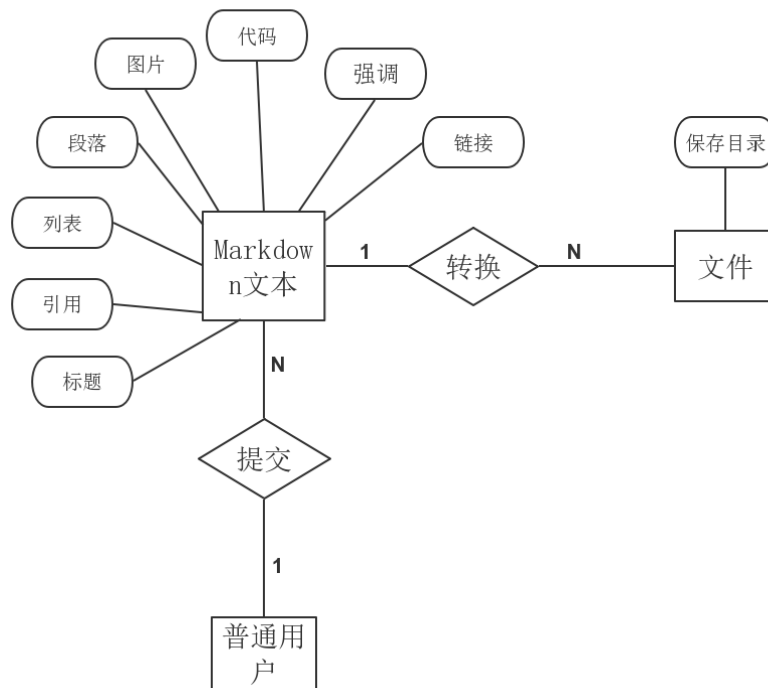 代码
图片
强调
段落
链接
保存目录
列表
Markdow
n文本
1
转换
N
文件
引用
标题
N
提交
1
普通用
户